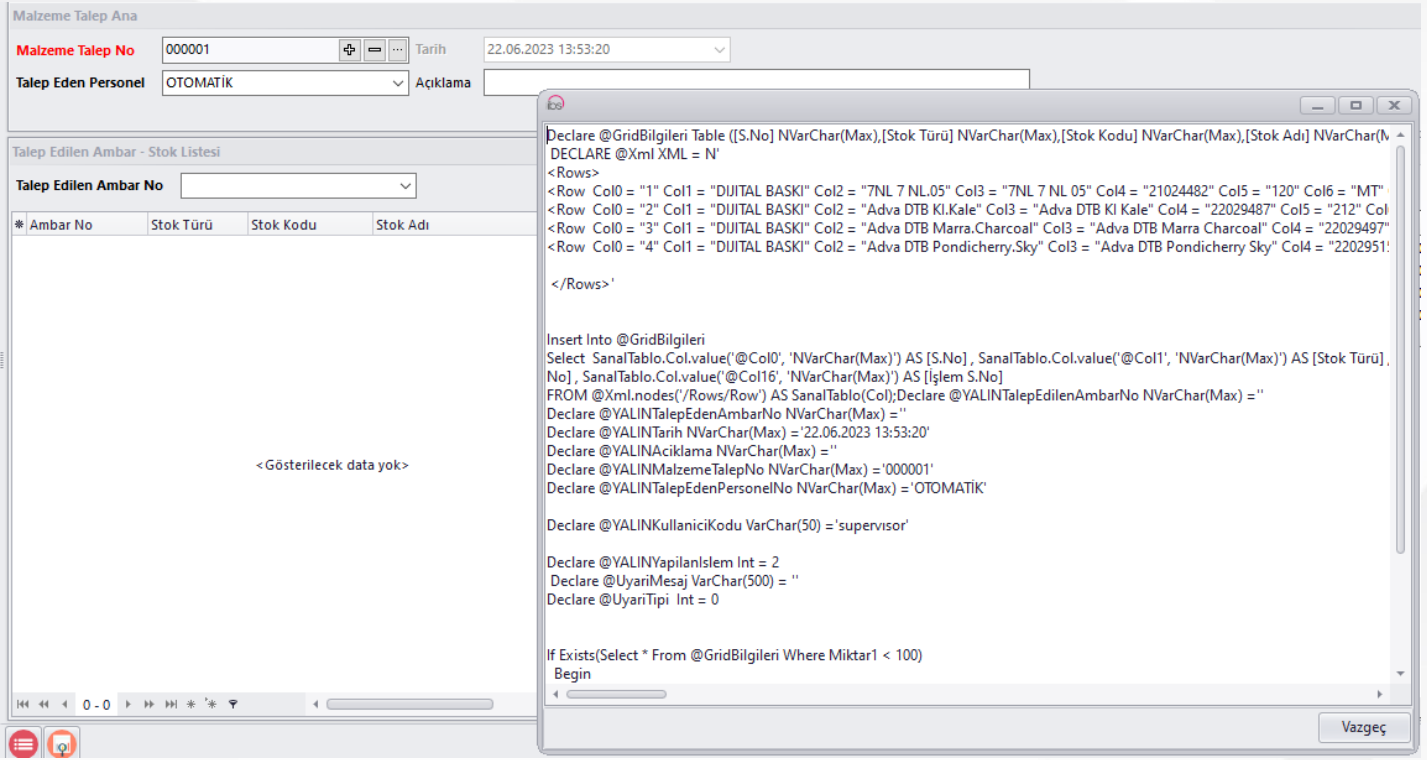 Malzeme Talep Ana
Malzeme Talep No 000001 Tarih 22.06.2023 13:53:20
Talep Eden Personel OTOMATİK Açıklama
Talep Edilen Ambar - Stok Listesi
Talep Edilen Ambar No
Ambar No Stok Türü Stok Kodu Stok Adı
<Gösterilecek data yok>
0 - 0
ios
Declare @GridBilgileri Table ([S.No] NVarChar(Max),[Stok Türü] NVarChar(Max),[Stok Kodu] NVarChar(Max),[Stok Adı] NVarChar(M
DECLARE @Xml XML = N'
<Rows>
<Row Col0 = "1" Col1 = "DIJITAL BASKI" Col2 = "7NL 7 NL.05" Col3 = "7NL 7 NL 05" Col4 = "21024482" Col5 = "120" Col6 = "MT"
<Row Col0 = "2" Col1 = "DIJITAL BASKI" Col2 = "Adva DTB KI.Kale" Col3 = "Adva DTB KI Kale" Col4 = "22029487" Col5 = "212" Col
<Row Col0 = "3" Col1 = "DIJITAL BASKI" Col2 = "Adva DTB Marra.Charcoal" Col3 = "Adva DTB Marra Charcoal" Col4 = "22029497"
<Row Col0 = "4" Col1 = "DIJITAL BASKI" Col2 = "Adva DTB Pondicherry.Sky" Col3 = "Adva DTB Pondicherry Sky" Col4 = "2202951
</Rows>'
Insert Into @GridBilgileri
Select SanalTablo.Col.value('@Col0', 'NVarChar(Max)') AS [S.No] , SanalTablo.Col.value('@Col1', 'NVarChar(Max)') AS [Stok Türü] ,
No] , SanalTablo.Col.value('@Col16', 'NVarChar(Max)') AS [İşlem S.No]
FROM @Xml.nodes('/Rows/Row') AS SanalTablo(Col);Declare @YALINTalepEdilenAmbarNo NVarChar(Max) =''
Declare @YALINTalepEdenAmbarNo NVarChar(Max) =''
Declare @YALINTarih NVarChar(Max) ='22.06.2023 13:53:20'
Declare @YALINAciklama NVarChar(Max) =''
Declare @YALINMalzemeTalepNo NVarChar(Max) ='000001'
Declare @YALINTalepEdenPersonelNo NVarChar(Max) ='OTOMATİK'
Declare @YALINKullaniciKodu VarChar(50) ='supervısor'
Declare @YALINYapilanIslem Int = 2
Declare @UyariMesaj VarChar(500) = ''
Declare @UyariTipi Int = 0
If Exists(Select * From @GridBilgileri Where Miktar1 < 100)
Begin
Vazgeç